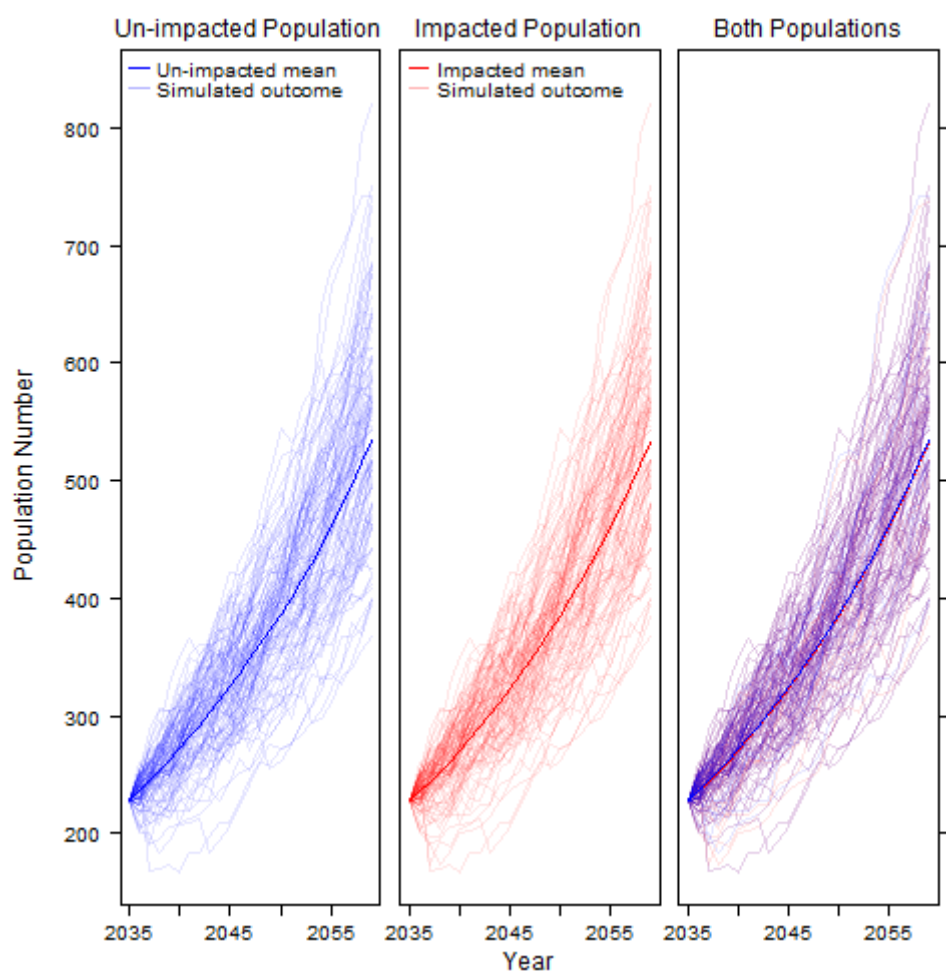 Un-impacted Population
Impacted Population
Both Populations
Un-impacted mean
Simulated outcome
Impacted mean
Simulated outcome
Population Number
800
700
600
500
400
300
200
2035
2045
2055
2035
2045
2055
2035
2045
2055
Year